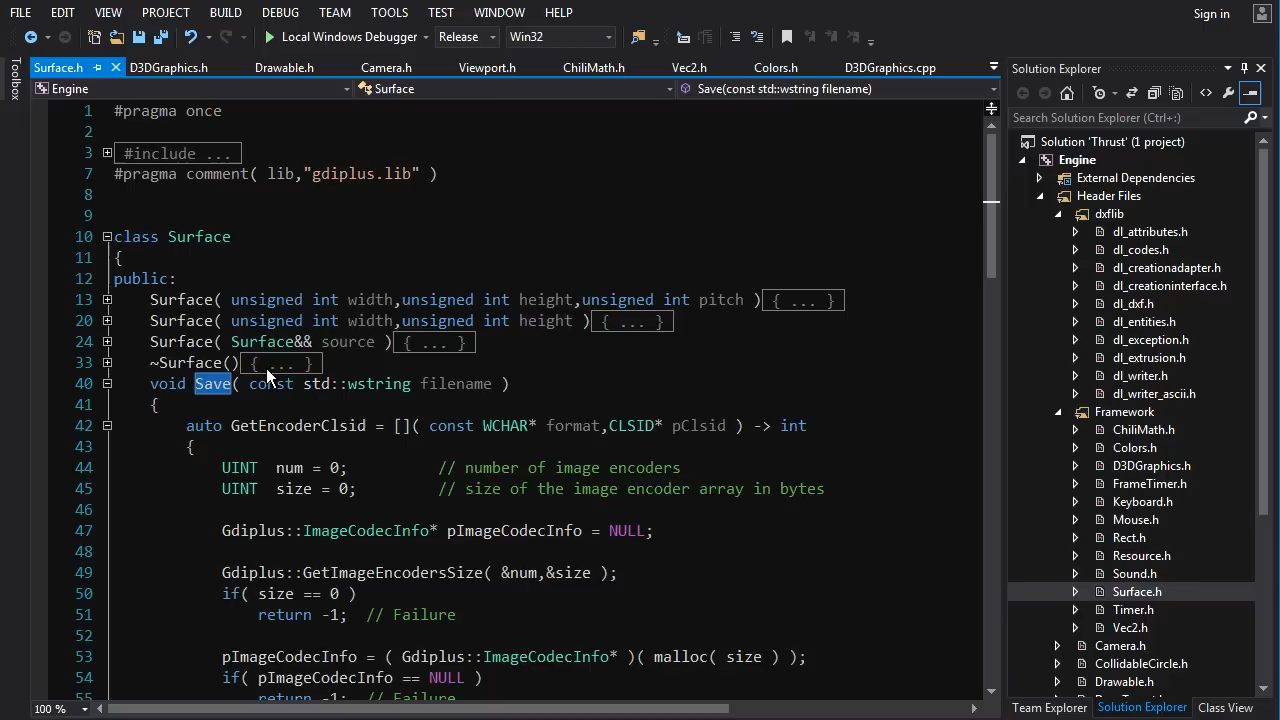 FILE EDIT VIEW PROJECT BUILD DEBUG TEAM TOOLS TEST WINDOW HELP Sign in
Local Windows Debugger Release Win32
Toolbox
Surface.h D3DGraphics.h Drawable.h Camera.h Viewport.h ChiliMath.h Vec2.h Colors.h D3DGraphics.cpp
Engine Surface Save(const std::wstring filename)
1 #pragma once
2
3 #include ...
7 #pragma comment( lib,"gdiplus.lib" )
8
9
10 class Surface
11 {
12 public:
13 Surface( unsigned int width,unsigned int height,unsigned int pitch ){ ... }
20 Surface( unsigned int width,unsigned int height ){ ... }
24 Surface( Surface&& source ){ ... }
33 ~Surface(){ ... }
40 void Save( const std::wstring filename )
41 {
42 auto GetEncoderClsid = []( const WCHAR* format,CLSID* pClsid ) -> int
43 {
44 UINT num = 0; // number of image encoders
45 UINT size = 0; // size of the image encoder array in bytes
46
47 Gdiplus::ImageCodecInfo* pImageCodecInfo = NULL;
48
49 Gdiplus::GetImageEncodersSize( &num,&size );
50 if( size == 0 )
51 return -1; // Failure
52
53 pImageCodecInfo = ( Gdiplus::ImageCodecInfo* )( malloc( size ) );
54 if( pImageCodecInfo == NULL )
55 return -1; // Failure
100 %
Solution Explorer
Search Solution Explorer (Ctrl+;)
Solution 'Thrust' (1 project)
Engine
External Dependencies
Header Files
dxflib
dl_attributes.h
dl_codes.h
dl_creationadapter.h
dl_creationinterface.h
dl_dxf.h
dl_entities.h
dl_exception.h
dl_extrusion.h
dl_writer.h
dl_writer_ascii.h
Framework
ChiliMath.h
Colors.h
D3DGraphics.h
FrameTimer.h
Keyboard.h
Mouse.h
Rect.h
Resource.h
Sound.h
Surface.h
Timer.h
Vec2.h
Camera.h
CollidableCircle.h
Drawable.h
Team Explorer Solution Explorer Class View